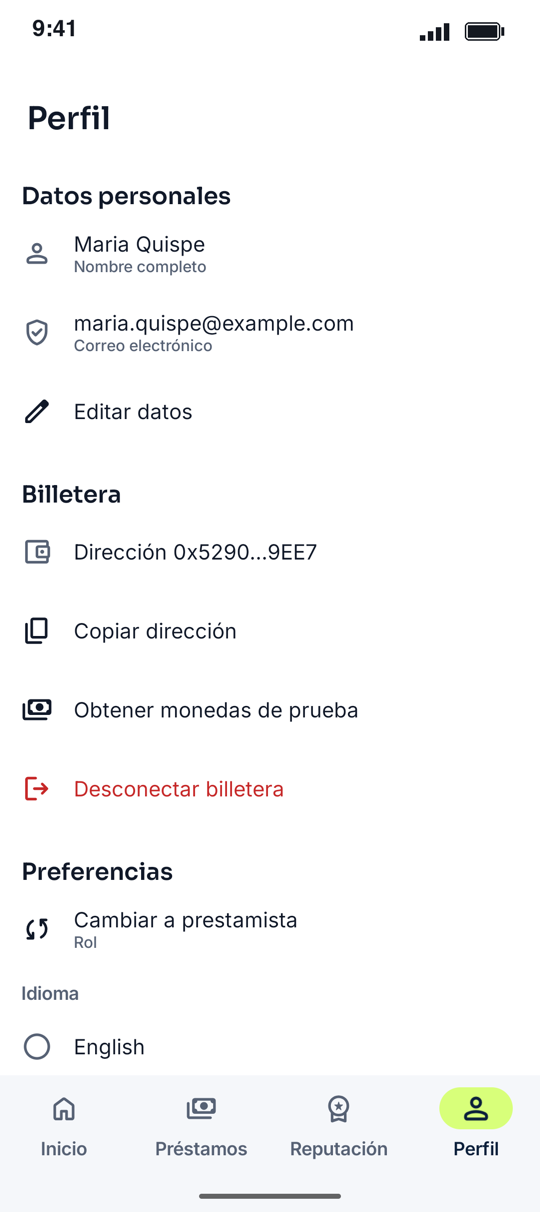 9:41
Perfil
Datos personales
Maria Quispe
Nombre completo
maria.quispe@example.com
Correo electrónico
Editar datos
Billetera
Dirección 0x5290...9EE7
Copiar dirección
Obtener monedas de prueba
Desconectar billetera
Preferencias
Cambiar a prestamista
Rol
Idioma
English
Inicio
Préstamos
Reputación
Perfil